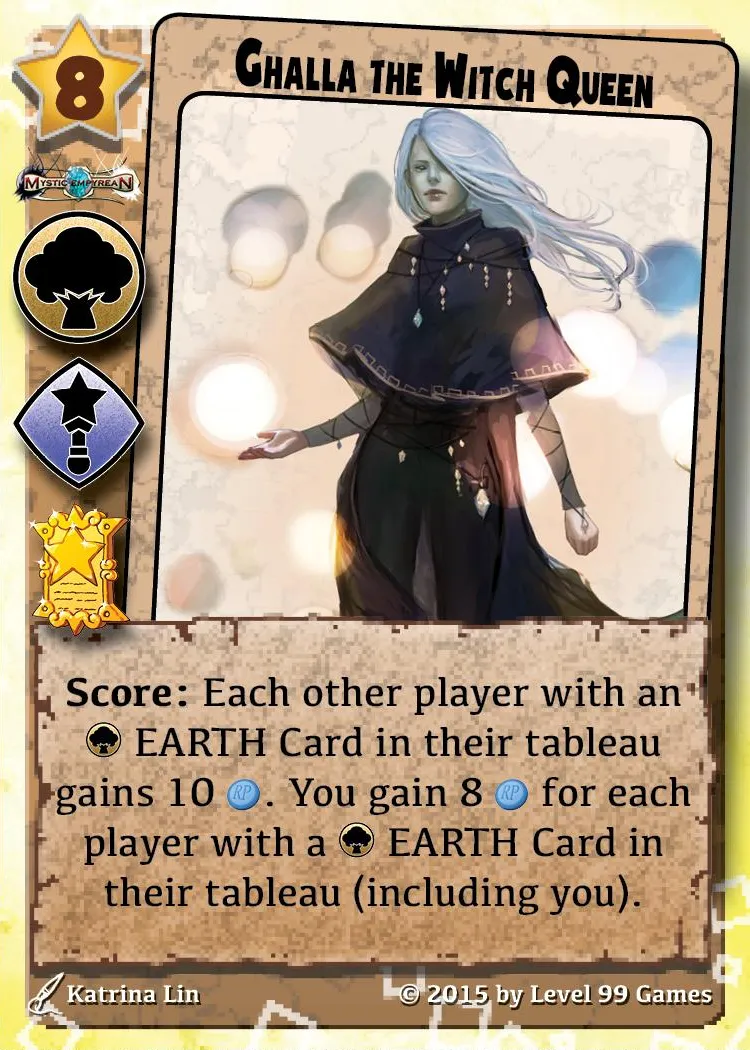 8
GHALLA THE WITCH QUEEN
MYSTIC EMPYREAN
Score: Each other player with an
EARTH Card in their tableau
gains 10 RP. You gain 8 RP for each
player with a EARTH Card in
their tableau (including you).
Katrina Lin
© 2015 by Level 99 Games